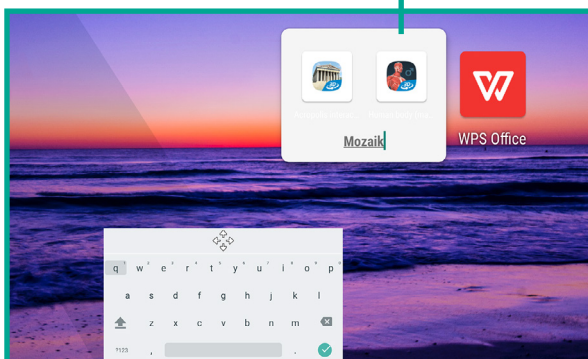 Mozaik
WPS Office
q w e r t y u i o p
a s d f g h j k l
z x c v b n m
?123 , .